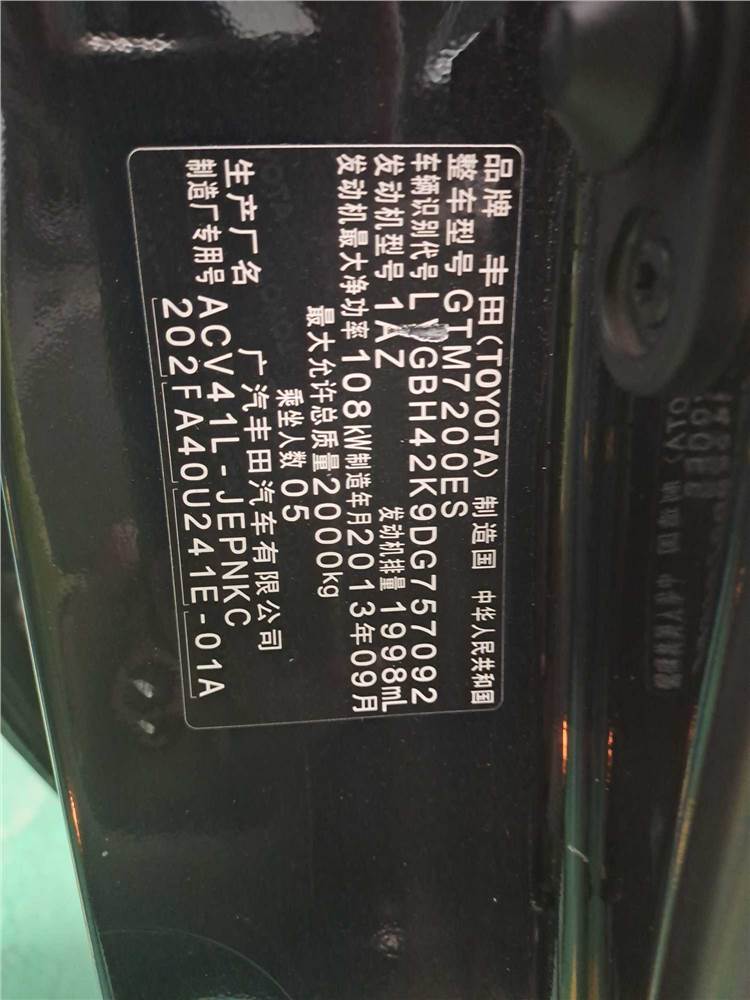 品牌 丰田(TOYOTA) 制造国 中华人民共和国
整车型号 GTM7200ES
车辆识别代号 LVGBH42K9DG757092
发动机型号 1AZ 发动机排量 1998mL
发动机最大净功率 108kW 制造年月 2013年09月
最大允许总质量 2000kg
乘坐人数 05
生产厂名 广汽丰田汽车有限公司
制造厂专用号 ACV41L-JEPNKC
202FA40U241E-01A